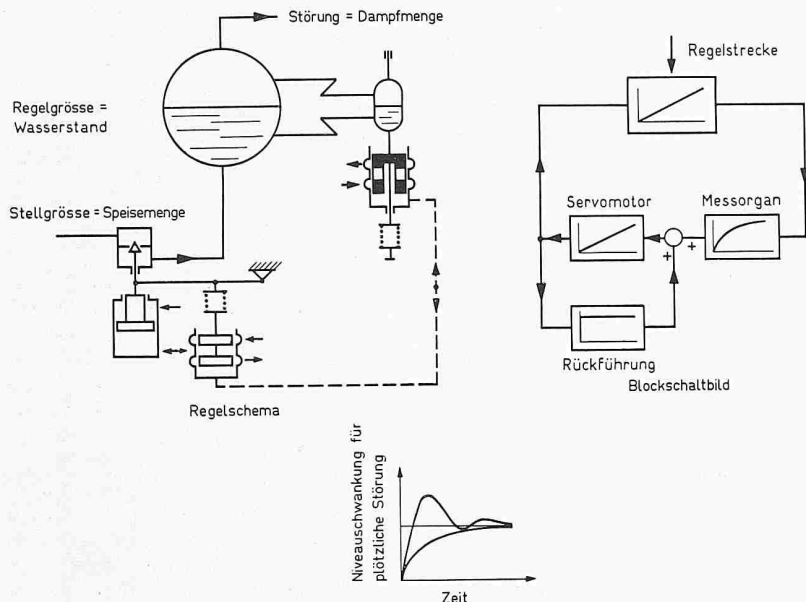 Störung = Dampfmenge
Regelgrösse =
Wasserstand
Stellgrösse = Speisemenge
Regelschema
Regelstrecke
Servomotor
Messorgan
+
+
Rückführung
Blockschaltbild
Niveauschwankung für
plötzliche Störung
Zeit